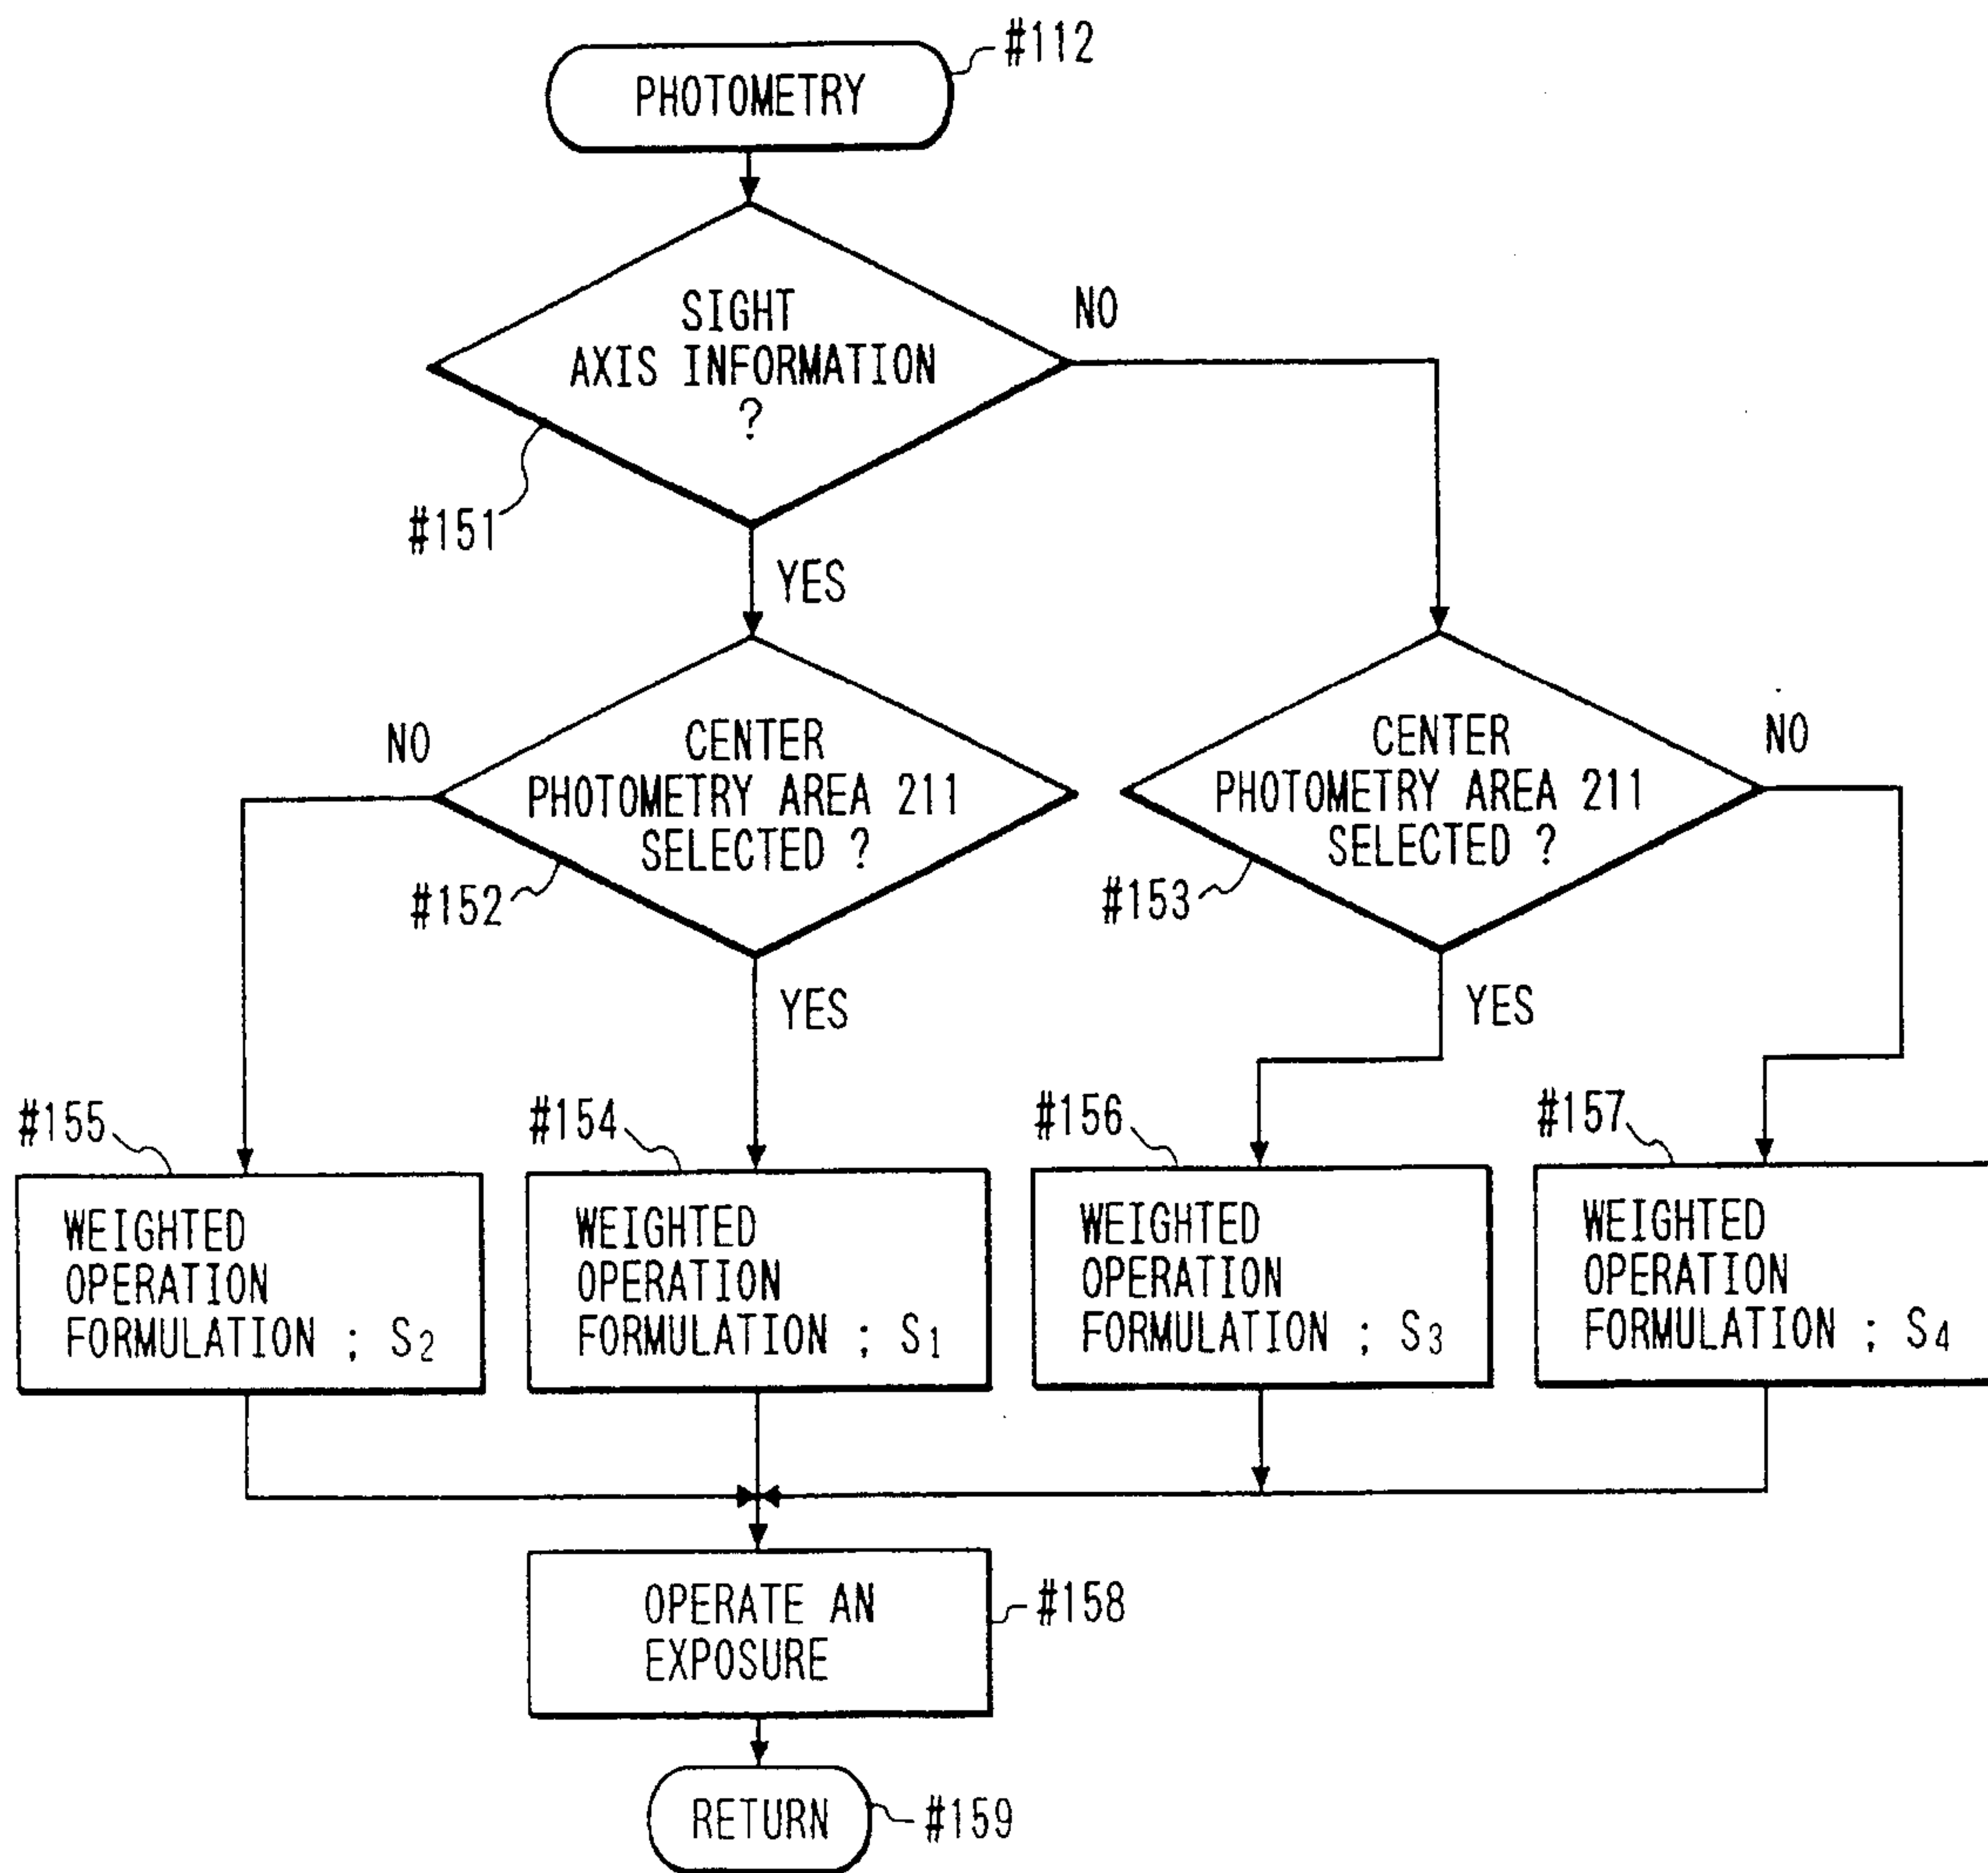 #112
PHOTOMETRY
SIGHT
AXIS INFORMATION
?
NO
#151
YES
CENTER
PHOTOMETRY AREA 211
SELECTED ?
NO
#152
YES
CENTER
PHOTOMETRY AREA 211
SELECTED ?
NO
#153
YES
#155
WEIGHTED
OPERATION
FORMULATION ; S2
#154
WEIGHTED
OPERATION
FORMULATION ; S1
#156
WEIGHTED
OPERATION
FORMULATION ; S3
#157
WEIGHTED
OPERATION
FORMULATION ; S4
OPERATE AN
EXPOSURE
#158
RETURN
#159